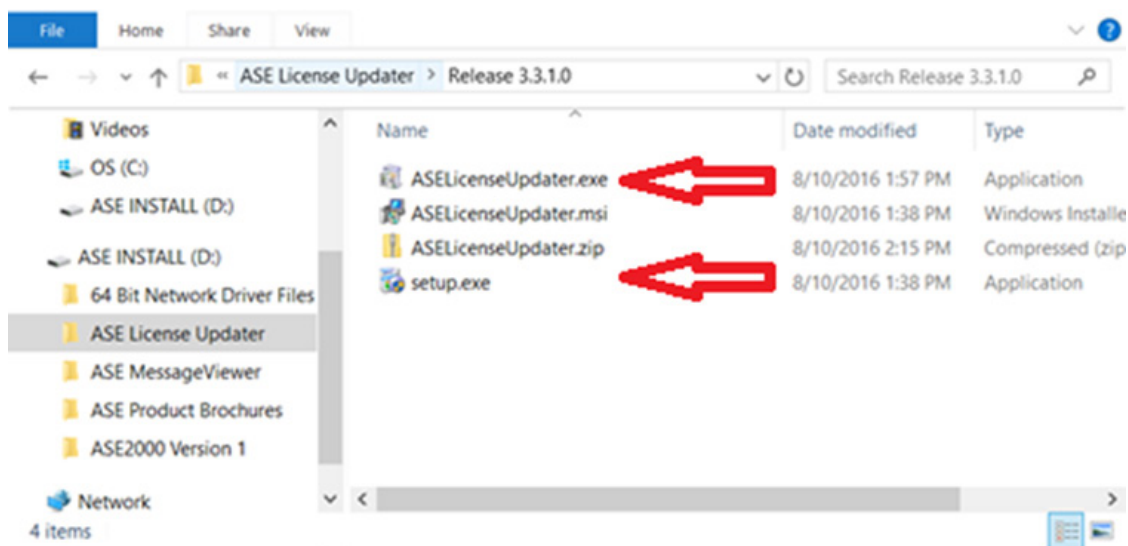 File Home Share View
« ASE License Updater > Release 3.3.1.0 Search Release 3.3.1.0
Videos
OS (C:)
ASE INSTALL (D:)
ASE INSTALL (D:)
64 Bit Network Driver Files
ASE License Updater
ASE MessageViewer
ASE Product Brochures
ASE2000 Version 1
Network
Name Date modified Type
ASELicenseUpdater.exe 8/10/2016 1:57 PM Application
ASELicenseUpdater.msi 8/10/2016 1:38 PM Windows Installe
ASELicenseUpdater.zip 8/10/2016 2:15 PM Compressed (zip
setup.exe 8/10/2016 1:38 PM Application
4 items